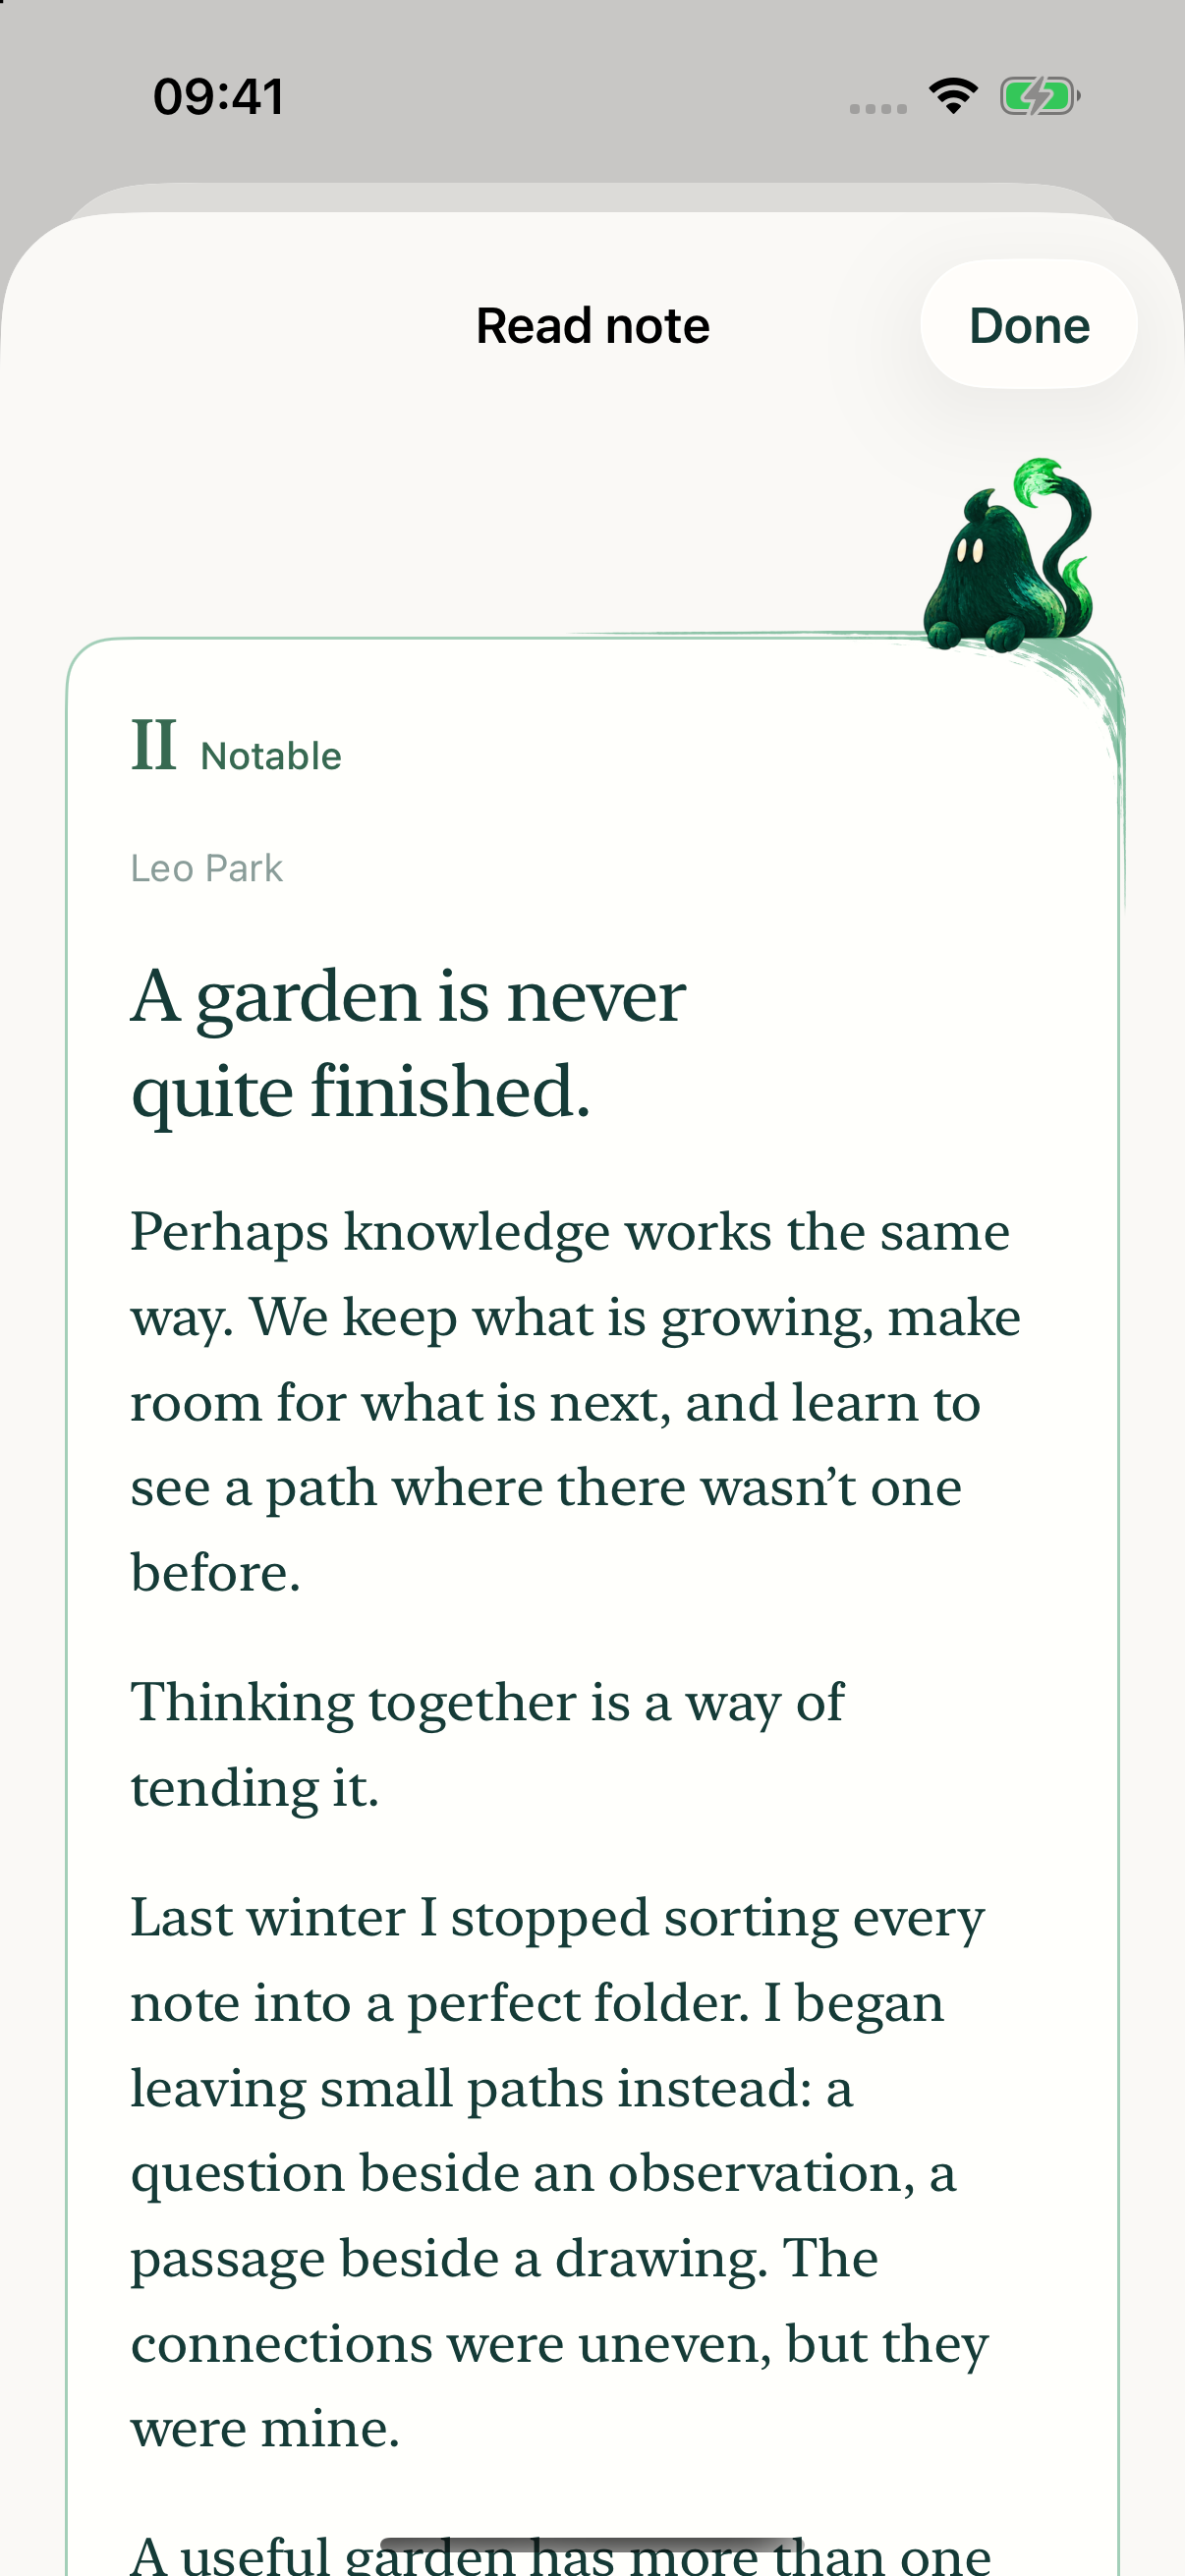 09:41
Read note
Done
II Notable
Leo Park
A garden is never
quite finished.
Perhaps knowledge works the same
way. We keep what is growing, make
room for what is next, and learn to
see a path where there wasn’t one
before.
Thinking together is a way of
tending it.
Last winter I stopped sorting every
note into a perfect folder. I began
leaving small paths instead: a
question beside an observation, a
passage beside a drawing. The
connections were uneven, but they
were mine.
A useful garden has more than one